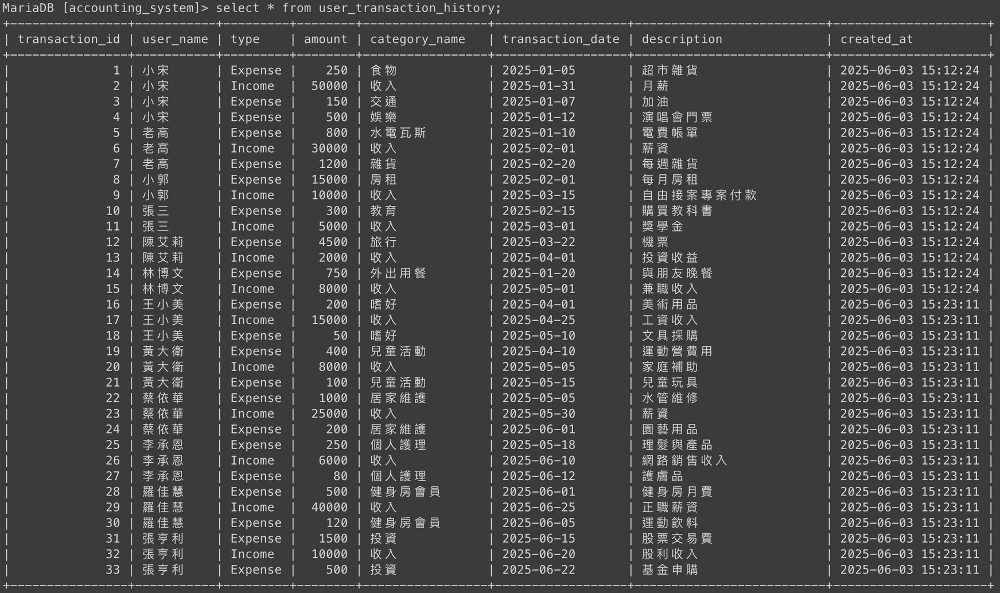 MariaDB [accounting_system]> select * from user_transaction_history;
+----------------+-----------+---------+--------+---------------+------------------+----------------------+---------------------+
| transaction_id | user_name | type | amount | category_name | transaction_date | description | created_at |
+----------------+-----------+---------+--------+---------------+------------------+----------------------+---------------------+
| 1 | 小宋 | Expense | 250 | 食物 | 2025-01-05 | 超市雜貨 | 2025-06-03 15:12:24 |
| 2 | 小宋 | Income | 50000 | 收入 | 2025-01-31 | 月薪 | 2025-06-03 15:12:24 |
| 3 | 小宋 | Expense | 150 | 交通 | 2025-01-07 | 加油 | 2025-06-03 15:12:24 |
| 4 | 小宋 | Expense | 500 | 娛樂 | 2025-01-12 | 演唱會門票 | 2025-06-03 15:12:24 |
| 5 | 老高 | Expense | 800 | 水電瓦斯 | 2025-01-10 | 電費帳單 | 2025-06-03 15:12:24 |
| 6 | 老高 | Income | 30000 | 收入 | 2025-02-01 | 薪資 | 2025-06-03 15:12:24 |
| 7 | 老高 | Expense | 1200 | 雜貨 | 2025-02-20 | 每週雜貨 | 2025-06-03 15:12:24 |
| 8 | 小郭 | Expense | 15000 | 房租 | 2025-02-01 | 每月房租 | 2025-06-03 15:12:24 |
| 9 | 小郭 | Income | 10000 | 收入 | 2025-03-15 | 自由接案專案付款 | 2025-06-03 15:12:24 |
| 10 | 張三 | Expense | 300 | 教育 | 2025-02-15 | 購買教科書 | 2025-06-03 15:12:24 |
| 11 | 張三 | Income | 5000 | 收入 | 2025-03-01 | 獎學金 | 2025-06-03 15:12:24 |
| 12 | 陳艾莉 | Expense | 4500 | 旅行 | 2025-03-22 | 機票 | 2025-06-03 15:12:24 |
| 13 | 陳艾莉 | Income | 2000 | 收入 | 2025-04-01 | 投資收益 | 2025-06-03 15:12:24 |
| 14 | 林博文 | Expense | 750 | 外出用餐 | 2025-01-20 | 與朋友晚餐 | 2025-06-03 15:12:24 |
| 15 | 林博文 | Income | 8000 | 收入 | 2025-05-01 | 兼職收入 | 2025-06-03 15:12:24 |
| 16 | 王小美 | Expense | 200 | 嗜好 | 2025-04-01 | 美術用品 | 2025-06-03 15:23:11 |
| 17 | 王小美 | Income | 15000 | 收入 | 2025-04-25 | 工資收入 | 2025-06-03 15:23:11 |
| 18 | 王小美 | Expense | 50 | 嗜好 | 2025-05-10 | 文具採購 | 2025-06-03 15:23:11 |
| 19 | 黃大衛 | Expense | 400 | 兒童活動 | 2025-04-10 | 運動營費用 | 2025-06-03 15:23:11 |
| 20 | 黃大衛 | Income | 8000 | 收入 | 2025-05-05 | 家庭補助 | 2025-06-03 15:23:11 |
| 21 | 黃大衛 | Expense | 100 | 兒童活動 | 2025-05-15 | 兒童玩具 | 2025-06-03 15:23:11 |
| 22 | 蔡依華 | Expense | 1000 | 居家維護 | 2025-05-05 | 水管維修 | 2025-06-03 15:23:11 |
| 23 | 蔡依華 | Income | 25000 | 收入 | 2025-05-30 | 薪資 | 2025-06-03 15:23:11 |
| 24 | 蔡依華 | Expense | 200 | 居家維護 | 2025-06-01 | 園藝用品 | 2025-06-03 15:23:11 |
| 25 | 李承恩 | Expense | 250 | 個人護理 | 2025-05-18 | 理髮與產品 | 2025-06-03 15:23:11 |
| 26 | 李承恩 | Income | 6000 | 收入 | 2025-06-10 | 網路銷售收入 | 2025-06-03 15:23:11 |
| 27 | 李承恩 | Expense | 80 | 個人護理 | 2025-06-12 | 護膚品 | 2025-06-03 15:23:11 |
| 28 | 羅佳慧 | Expense | 500 | 健身房會員 | 2025-06-01 | 健身房月費 | 2025-06-03 15:23:11 |
| 29 | 羅佳慧 | Income | 40000 | 收入 | 2025-06-25 | 正職薪資 | 2025-06-03 15:23:11 |
| 30 | 羅佳慧 | Expense | 120 | 健身房會員 | 2025-06-05 | 運動飲料 | 2025-06-03 15:23:11 |
| 31 | 張亨利 | Expense | 1500 | 投資 | 2025-06-15 | 股票交易費 | 2025-06-03 15:23:11 |
| 32 | 張亨利 | Income | 10000 | 收入 | 2025-06-20 | 股利收入 | 2025-06-03 15:23:11 |
| 33 | 張亨利 | Expense | 500 | 投資 | 2025-06-22 | 基金申購 | 2025-06-03 15:23:11 |
+----------------+-----------+---------+--------+---------------+------------------+----------------------+---------------------+